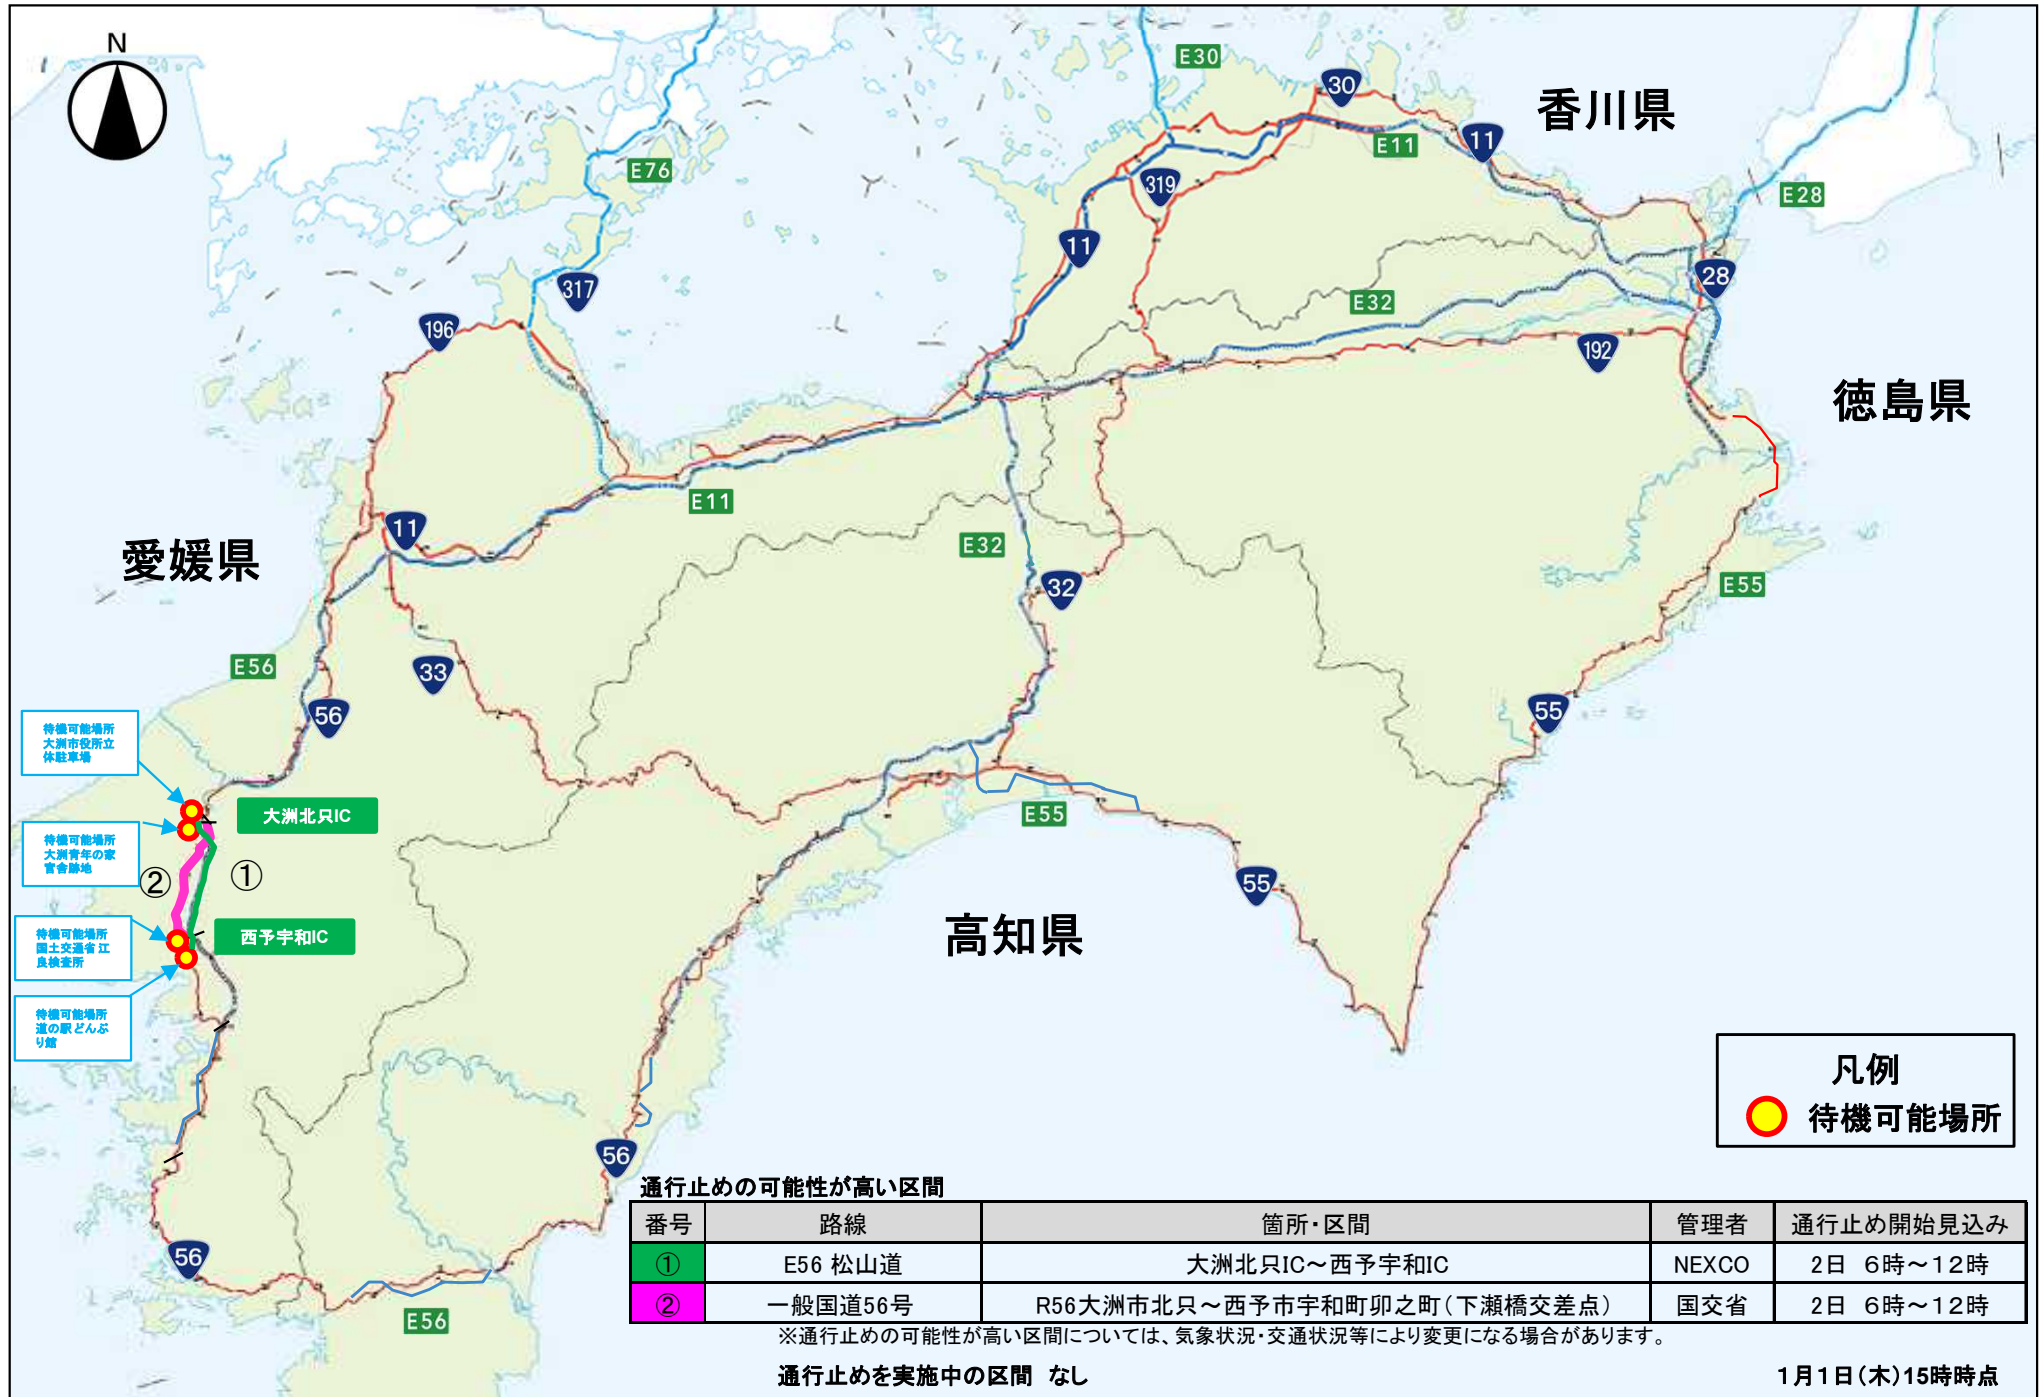 N
E30
30
香川県
11
E11
E76
319
E28
11
28
317
E32
196
192
徳島県
E11
11
E32
愛媛県
32
E55
E56
33
56
55
待機可能場所
大洲市役所立
体駐車場
大洲北只IC
E55
待機可能場所
大洲青年の家
官舎跡地
②
①
55
高知県
待機可能場所
国土交通省 江
良検査所
西予宇和IC
待機可能場所
道の駅 どんぶ
り館
凡例
待機可能場所
56
56
E56
通行止めの可能性が高い区間
番号 路線 箇所・区間 管理者 通行止め開始見込み
① E56 松山道 大洲北只IC～西予宇和IC NEXCO 2日 6時～12時
② 一般国道56号 R56大洲市北只～西予市宇和町卯之町（下瀬橋交差点） 国交省 2日 6時～12時
※通行止めの可能性が高い区間については、気象状況・交通状況等により変更になる場合があります。
通行止めを実施中の区間 なし
1月1日（木）15時時点